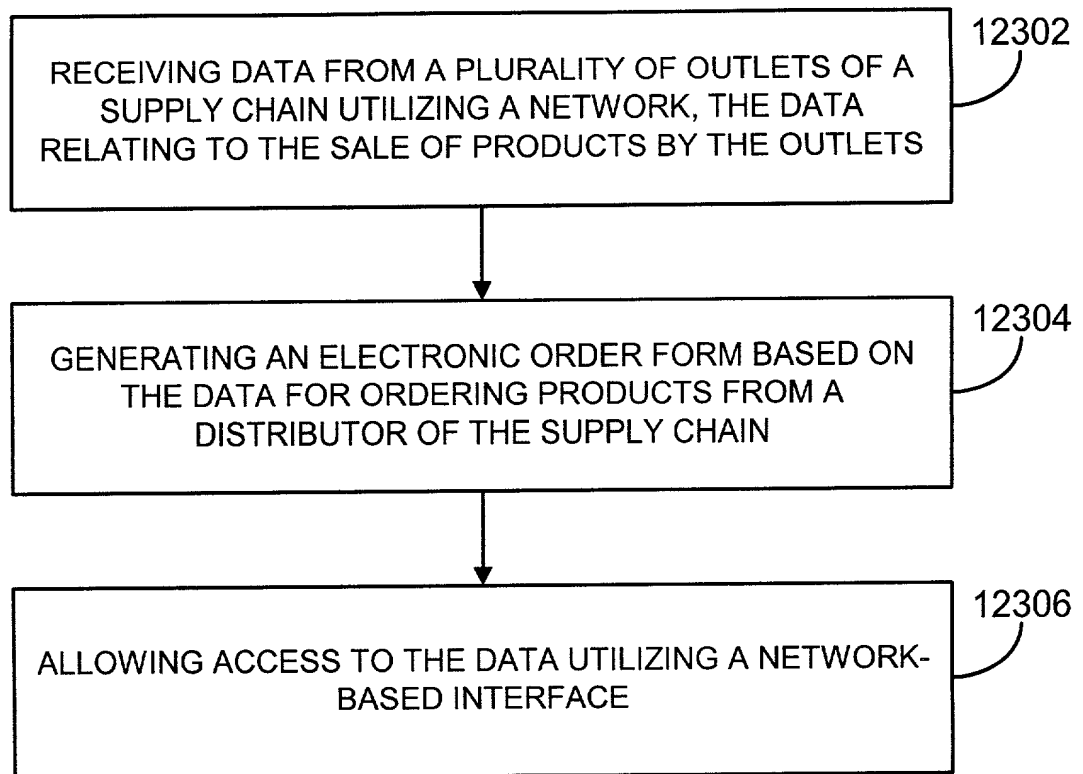 12302
RECEIVING DATA FROM A PLURALITY OF OUTLETS OF A
SUPPLY CHAIN UTILIZING A NETWORK, THE DATA
RELATING TO THE SALE OF PRODUCTS BY THE OUTLETS
12304
GENERATING AN ELECTRONIC ORDER FORM BASED ON
THE DATA FOR ORDERING PRODUCTS FROM A
DISTRIBUTOR OF THE SUPPLY CHAIN
12306
ALLOWING ACCESS TO THE DATA UTILIZING A NETWORK-
BASED INTERFACE